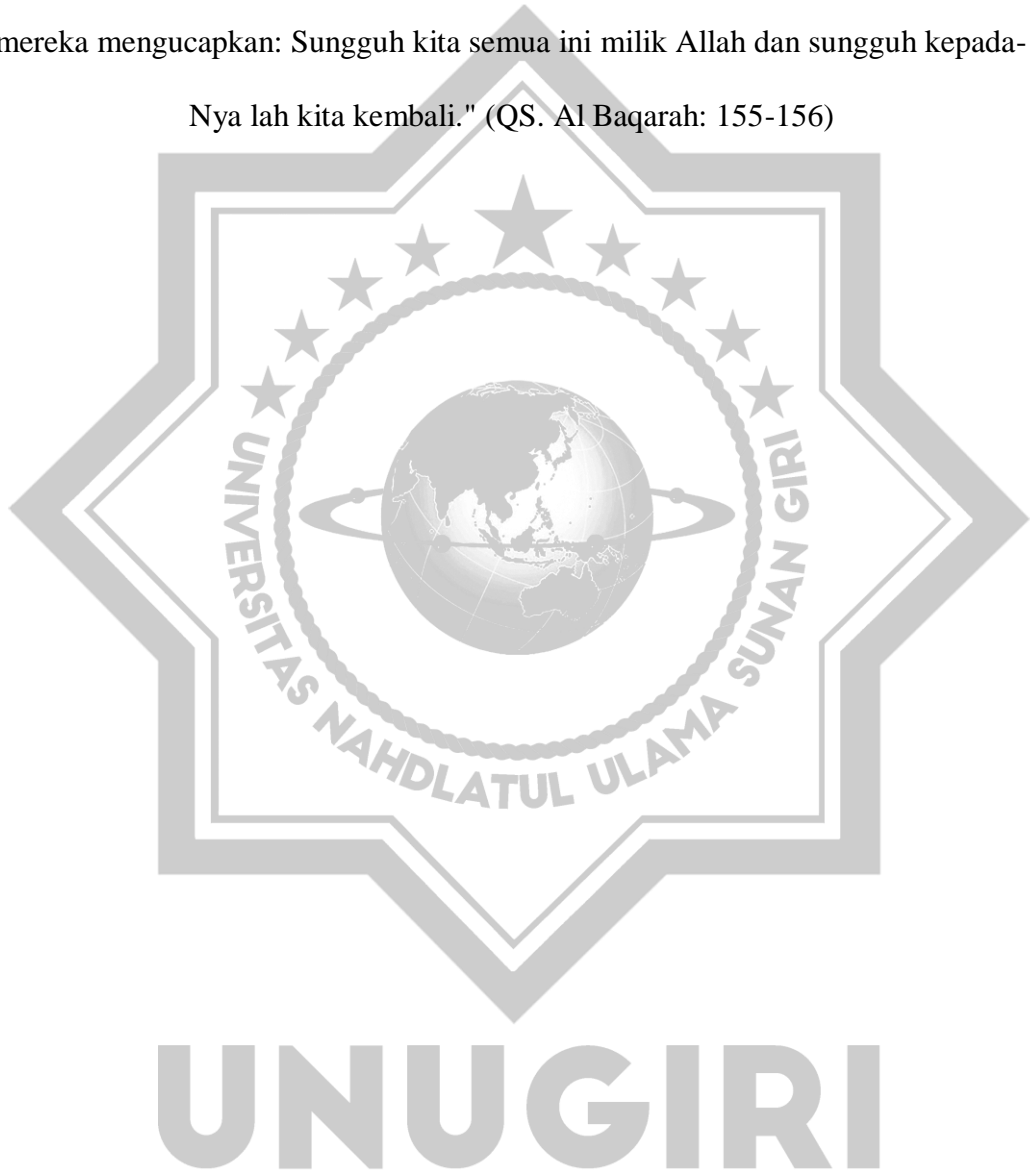 mereka mengucapkan: Sungguh kita semua ini milik Allah dan sungguh kepada-
Nya lah kita kembali." (QS. Al Baqarah: 155-156)
UNIVERSITAS NAHDLATUL ULAMA SUNAN GIRI
UNUGIRI